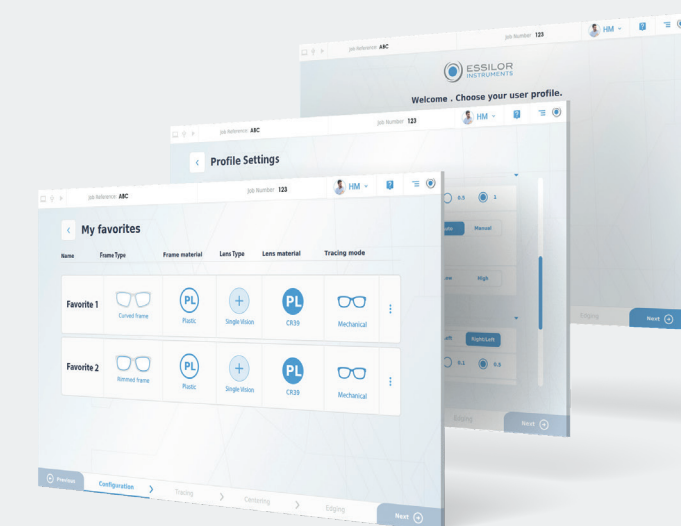 Job Reference ABC
Job Number 123
HM
ESSILOR
INSTRUMENTS
Welcome , Choose your user profile.
Edging
Next
Job Reference ABC
Job Number 123
HM
Profile Settings
0.5 1
Manual
Low High
Right/Left
0.1 0.5
Edging
Next
Job Reference ABC
Job Number 123
HM
My favorites
Name Frame Type Frame material Lens Type Lens material Tracing mode
Favorite 1 PL PL
Curved frame Plastic Single Vision CR39 Mechanical
Favorite 2 PL PL
Rimmed frame Plastic Single Vision CR39 Mechanical
Previous Configuration Tracing Centering Edging Next